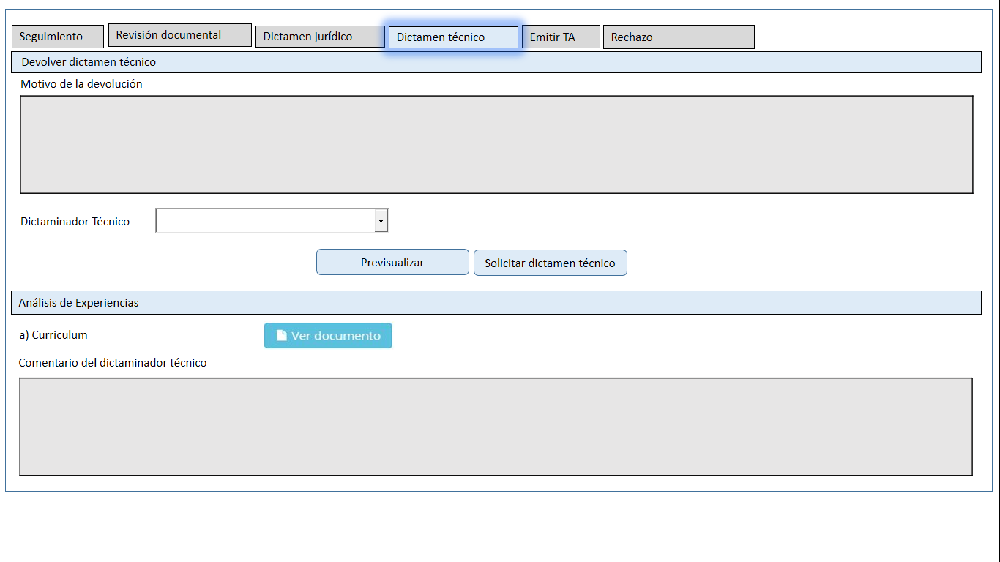 Seguimiento
Revisión documental
Dictamen jurídico
Dictamen técnico
Emitir TA
Rechazo
Devolver dictamen técnico
Motivo de la devolución
Dictaminador Técnico
Previsualizar
Solicitar dictamen técnico
Análisis de Experiencias
a) Curriculum
Ver documento
Comentario del dictaminador técnico